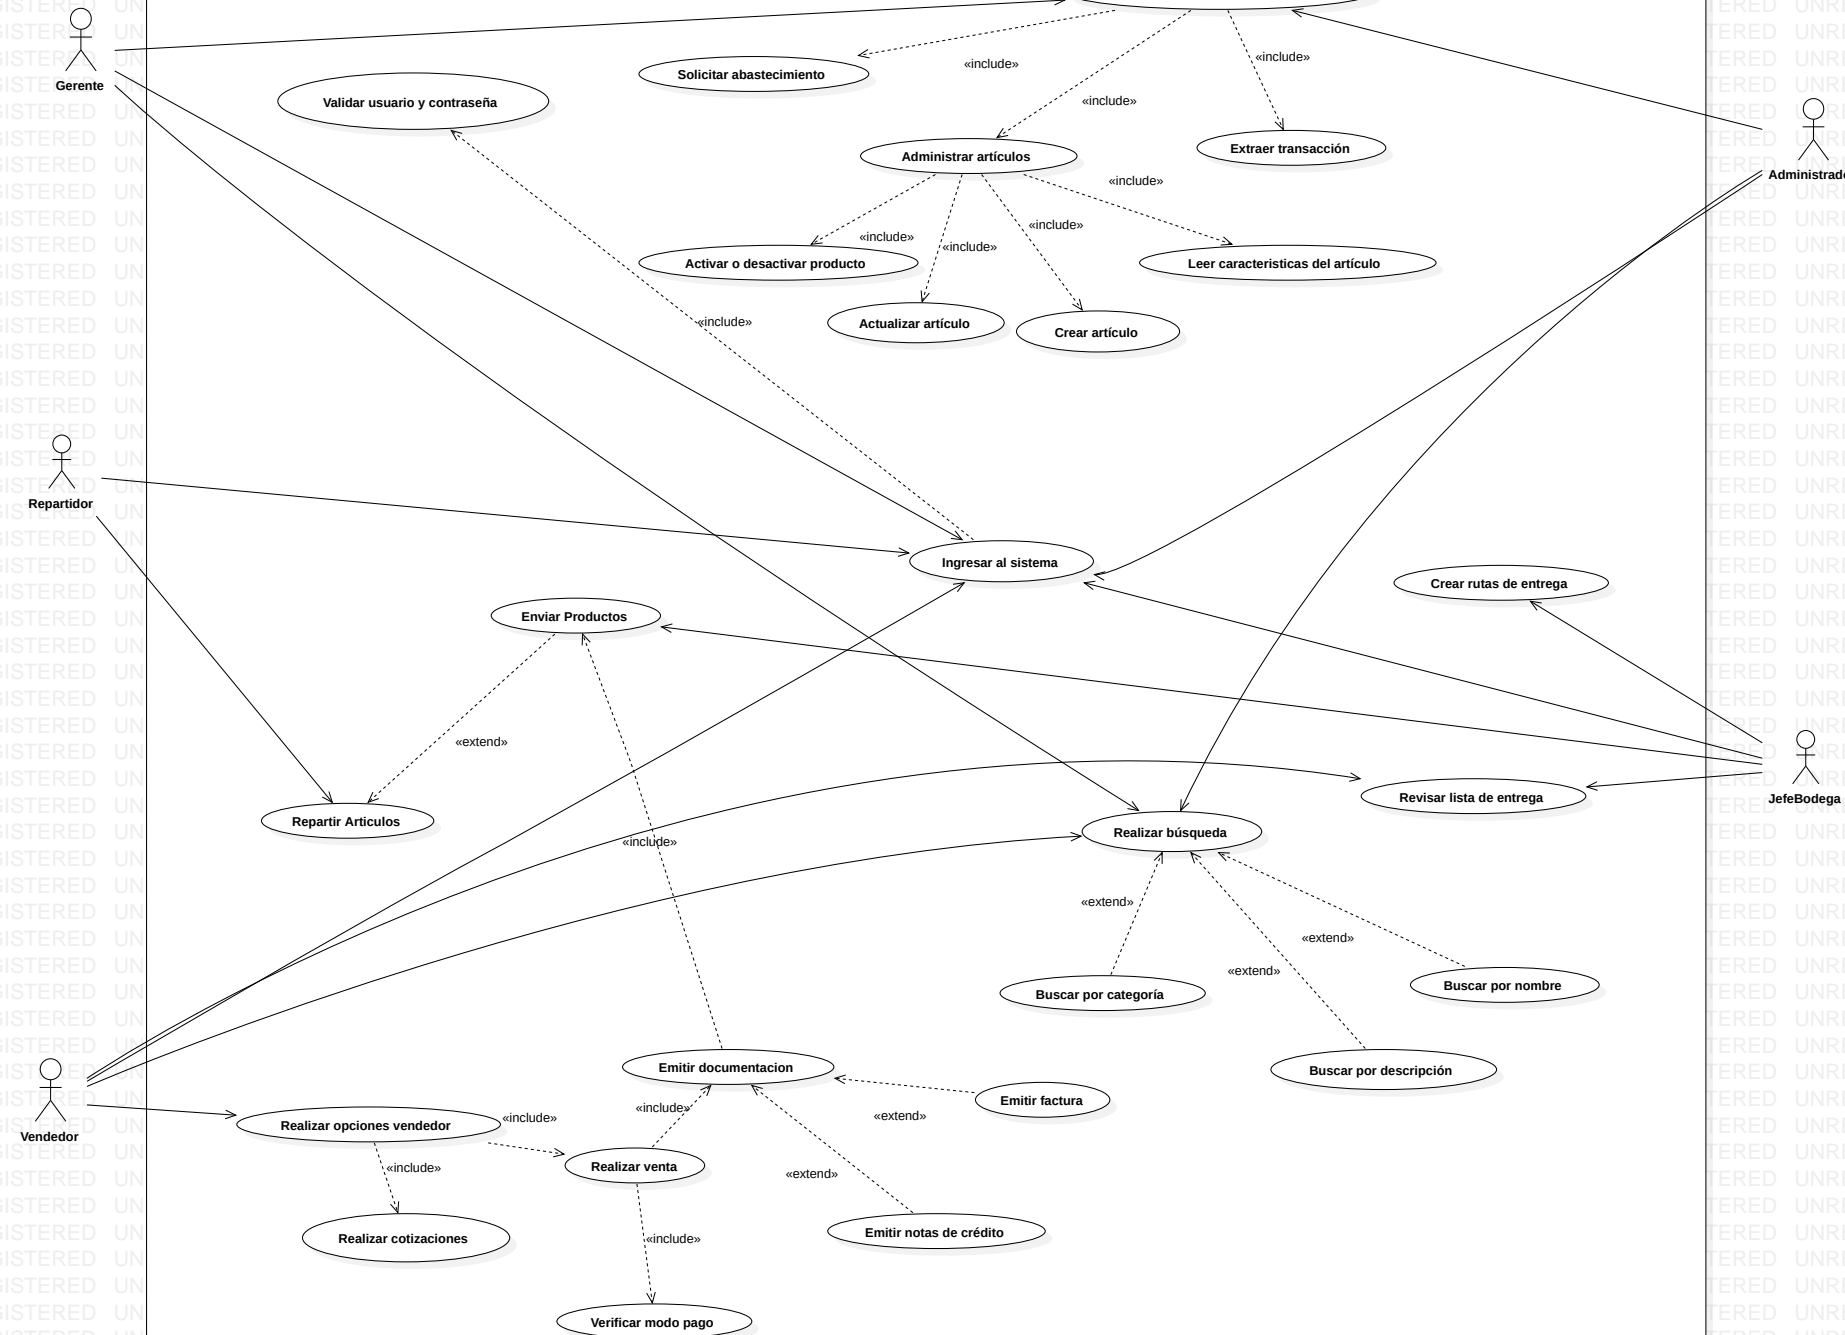 Gerente
Solicitar abastecimiento
«include»
«include»
Validar usuario y contraseña
«include»
Extraer transacción
Administrar artículos
Administrad
«include»
«include»
«include»
«include»
Activar o desactivar producto
Leer caracteristicas del artículo
«include»
Actualizar artículo
Crear artículo
Repartidor
Ingresar al sistema
Crear rutas de entrega
Enviar Productos
«extend»
Revisar lista de entrega
JefeBodega
Repartir Articulos
Realizar búsqueda
«include»
«extend»
«extend»
«extend»
Buscar por categoría
Buscar por nombre
Emitir documentacion
Buscar por descripción
Emitir factura
«include»
«extend»
«include»
Realizar opciones vendedor
Vendedor
«include»
Realizar venta
«extend»
Realizar cotizaciones
Emitir notas de crédito
«include»
Verificar modo pago
UNREGISTERED